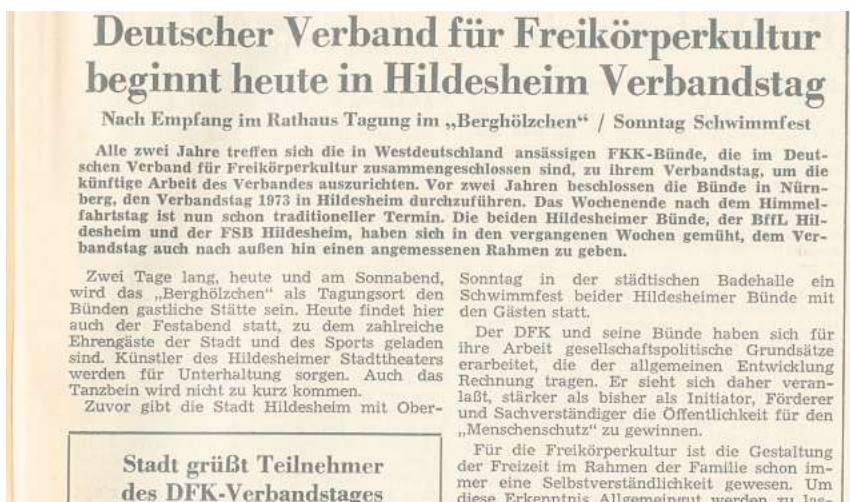 Deutscher Verband für Freikörperkultur
beginnt heute in Hildesheim Verbandstag
Nach Empfang im Rathaus Tagung im „Berghölzchen“ / Sonntag Schwimmfest
Alle zwei Jahre treffen sich die in Westdeutschland ansässigen FKK-Bünde, die im Deut-
schen Verband für Freikörperkultur zusammengeschlossen sind, zu ihrem Verbandstag, um die
künftige Arbeit des Verbandes auszurichten. Vor zwei Jahren beschlossen die Bünde in Nürn-
berg, den Verbandstag 1973 in Hildesheim durchzuführen. Das Wochenende nach dem Himmel-
fahrtstag ist nun schon traditioneller Termin. Die beiden Hildesheimer Bünde, der BffL Hil-
desheim und der FSB Hildesheim, haben sich in den vergangenen Wochen gemüht, dem Ver-
bandstag auch nach außen hin einen angemessenen Rahmen zu geben.
Zwei Tage lang, heute und am Sonnabend,
wird das „Berghölzchen“ als Tagungsort den
Bünden gastliche Stätte sein. Heute findet hier
auch der Festabend statt, zu dem zahlreiche
Ehrengäste der Stadt und des Sports geladen
sind. Künstler des Hildesheimer Stadttheaters
werden für Unterhaltung sorgen. Auch das
Tanzbein wird nicht zu kurz kommen.
Zuvor gibt die Stadt Hildesheim mit Ober-
Stadt grüßt Teilnehmer
des DFK-Verbandstages
Sonntag in der städtischen Badehalle ein
Schwimmfest beider Hildesheimer Bünde mit
den Gästen statt.
Der DFK und seine Bünde haben sich für
ihre Arbeit gesellschaftspolitische Grundsätze
erarbeitet, die der allgemeinen Entwicklung
Rechnung tragen. Er sieht sich daher veran-
laßt, stärker als bisher als Initiator, Förderer
und Sachverständiger die Öffentlichkeit für den
„Menschenschutz“ zu gewinnen.
Für die Freikörperkultur ist die Gestaltung
der Freizeit im Rahmen der Familie schon im-
mer eine Selbstverständlichkeit gewesen. Um
diese Erkenntnis Allgemeingut werden zu las-